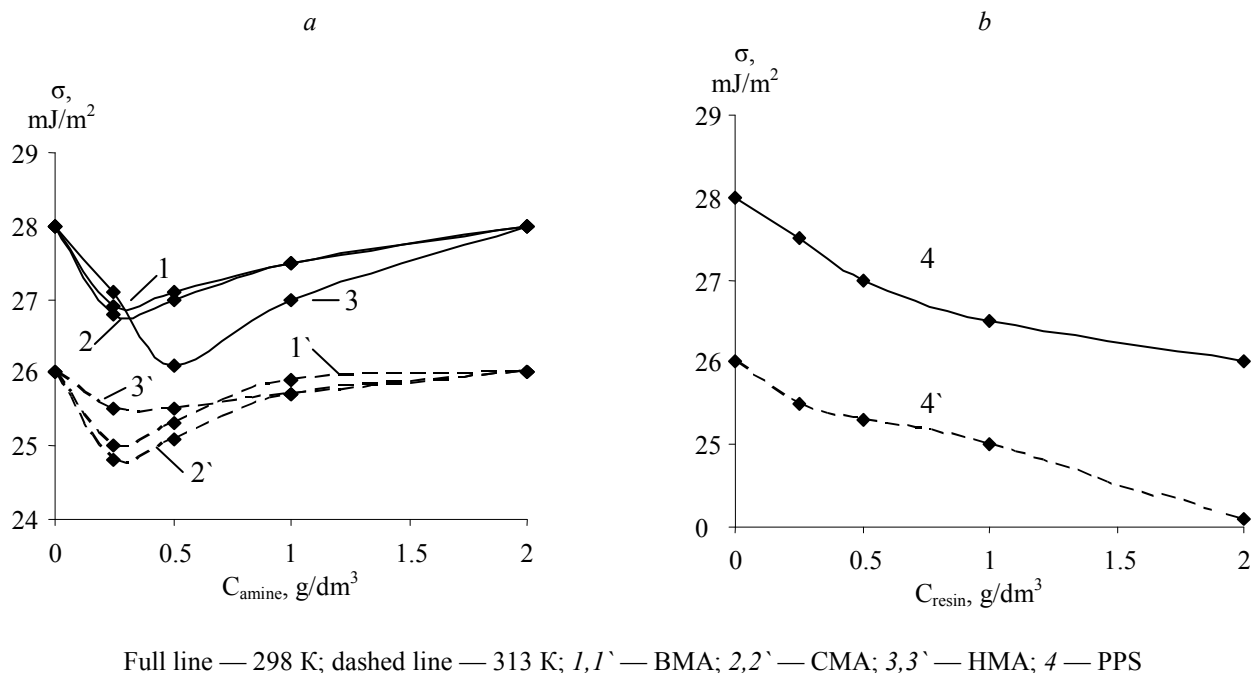 a
σ,
mJ/m²
29
28
27
26
25
24
0 0.5 1 1.5 2
1
2
3
1`
3`
2`
C_amine, g/dm³
b
σ,
mJ/m²
29
28
27
26
25
0
0 0.5 1 1.5 2
4
4`
C_resin, g/dm³
Full line — 298 K; dashed line — 313 K; 1,1` — BMA; 2,2` — CMA; 3,3` — HMA; 4 — PPS